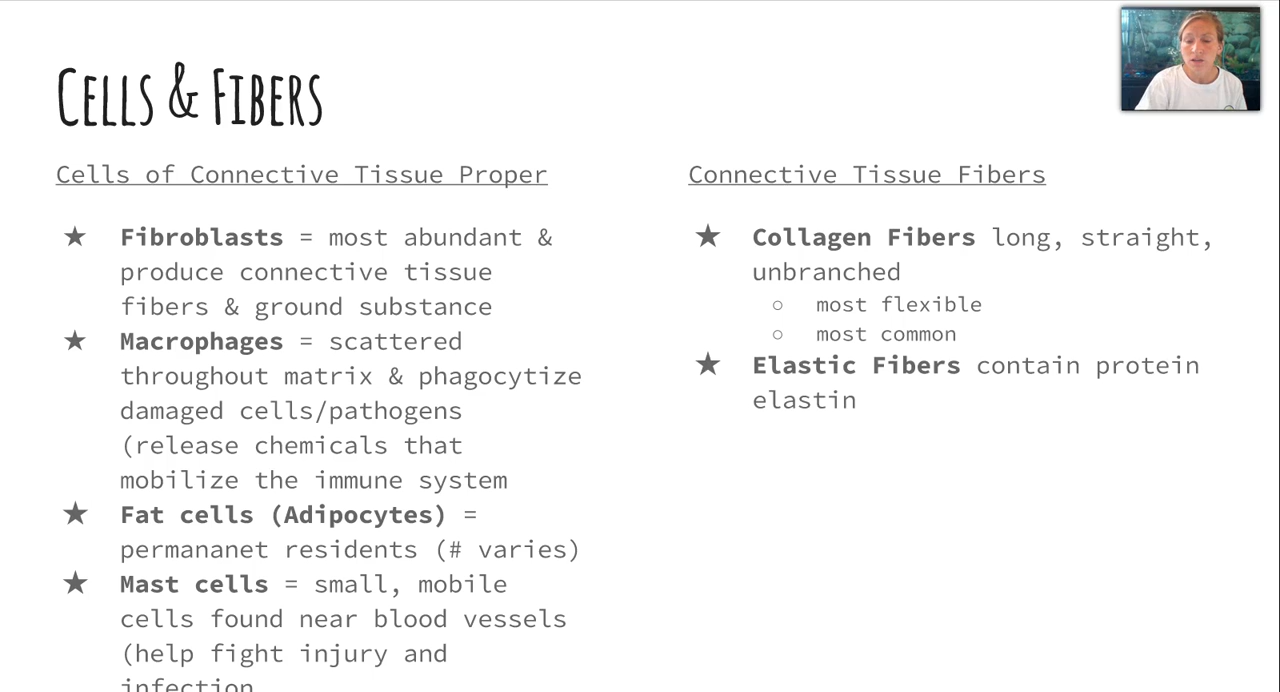 Cells & Fibers
Cells of Connective Tissue Proper
★ Fibroblasts = most abundant &
produce connective tissue
fibers & ground substance
★ Macrophages = scattered
throughout matrix & phagocytize
damaged cells/pathogens
(release chemicals that
mobilize the immune system
★ Fat cells (Adipocytes) =
permananet residents (# varies)
★ Mast cells = small, mobile
cells found near blood vessels
(help fight injury and
infection
Connective Tissue Fibers
★ Collagen Fibers long, straight,
unbranched
○ most flexible
○ most common
★ Elastic Fibers contain protein
elastin